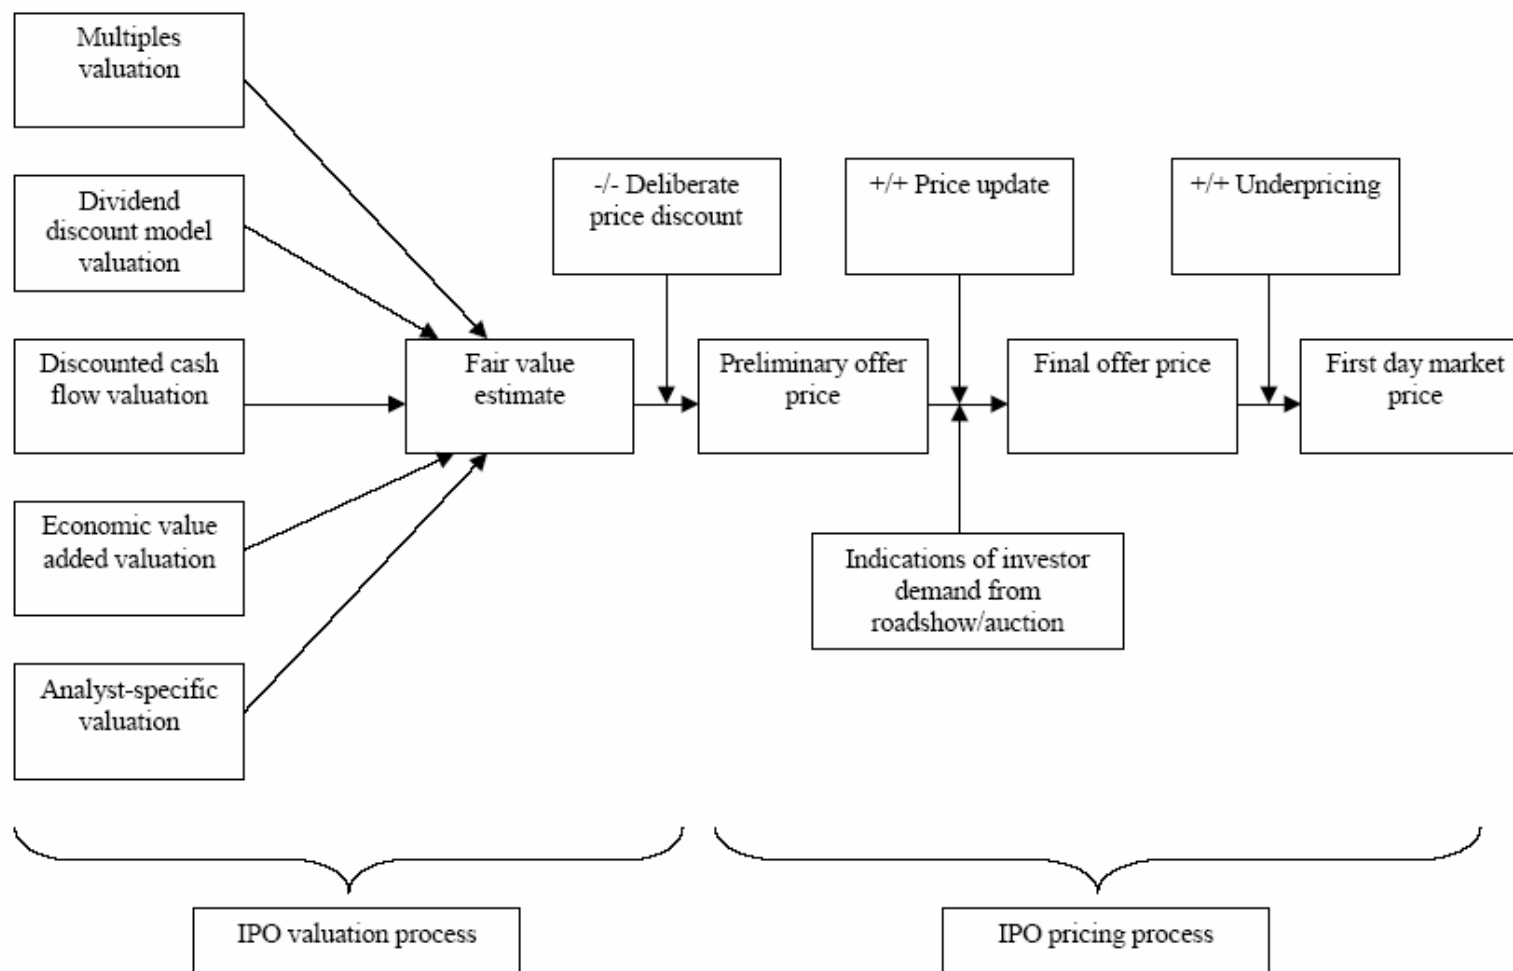 Multiples
valuation
Dividend
discount model
valuation
Discounted cash
flow valuation
Economic value
added valuation
Analyst-specific
valuation
Fair value
estimate
-/- Deliberate
price discount
Preliminary offer
price
+/+ Price update
Indications of investor
demand from
roadshow/auction
Final offer price
+/+ Underpricing
First day market
price
IPO valuation process
IPO pricing process